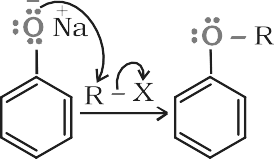 – +
O Na
O – R
R – X